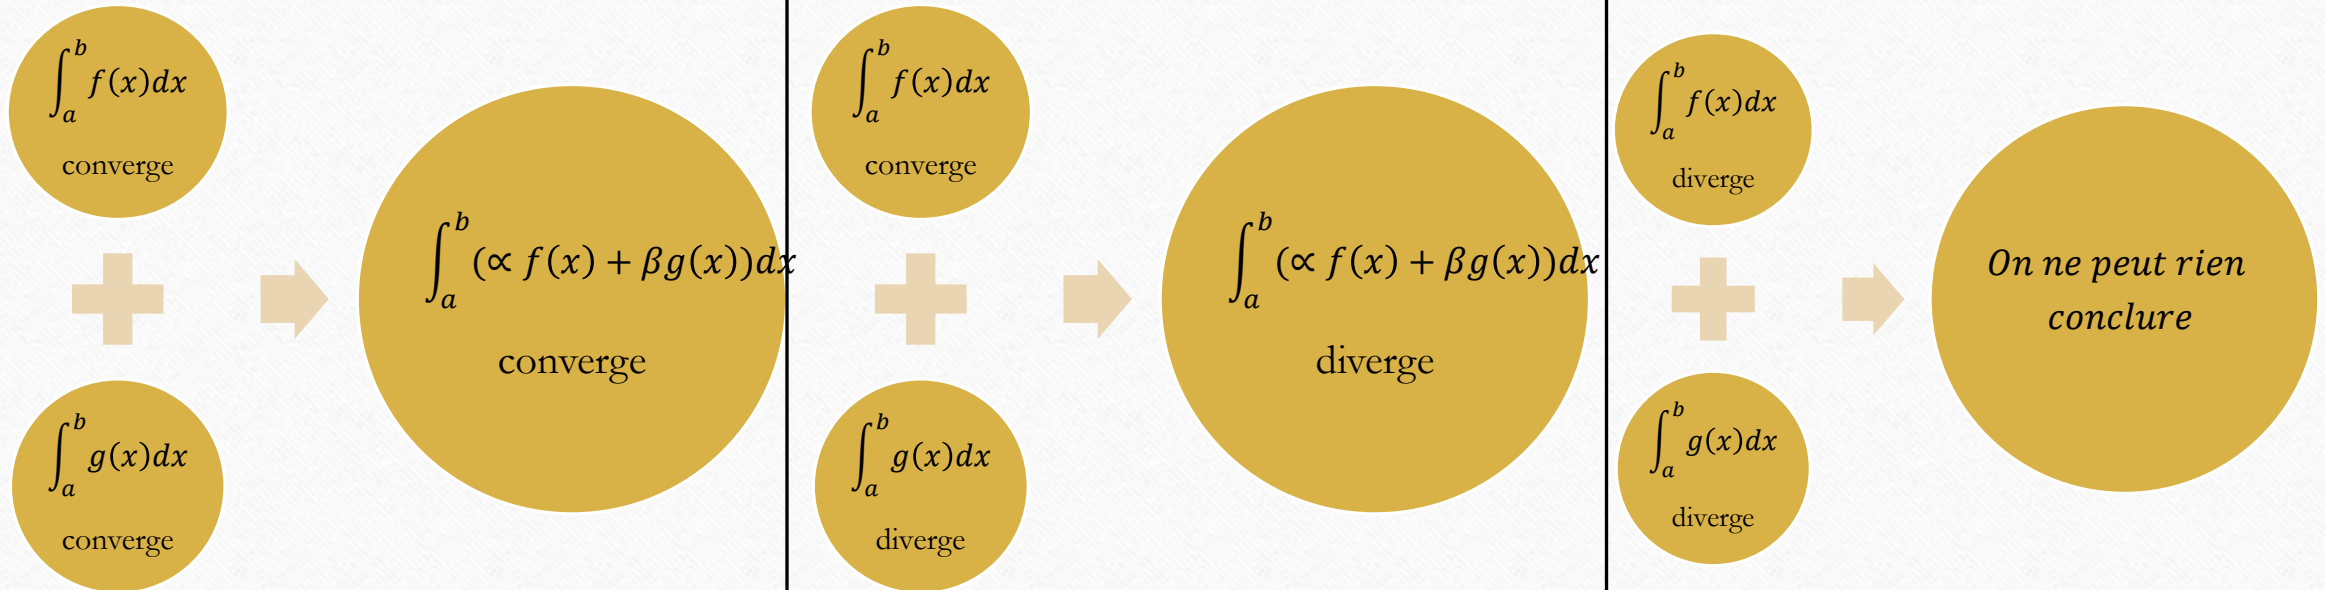 ∫_a^b f(x)dx
converge
∫_a^b g(x)dx
converge
∫_a^b (∝ f(x) + βg(x))dx
converge
∫_a^b f(x)dx
converge
∫_a^b g(x)dx
diverge
∫_a^b (∝ f(x) + βg(x))dx
diverge
∫_a^b f(x)dx
diverge
∫_a^b g(x)dx
diverge
On ne peut rien
conclure